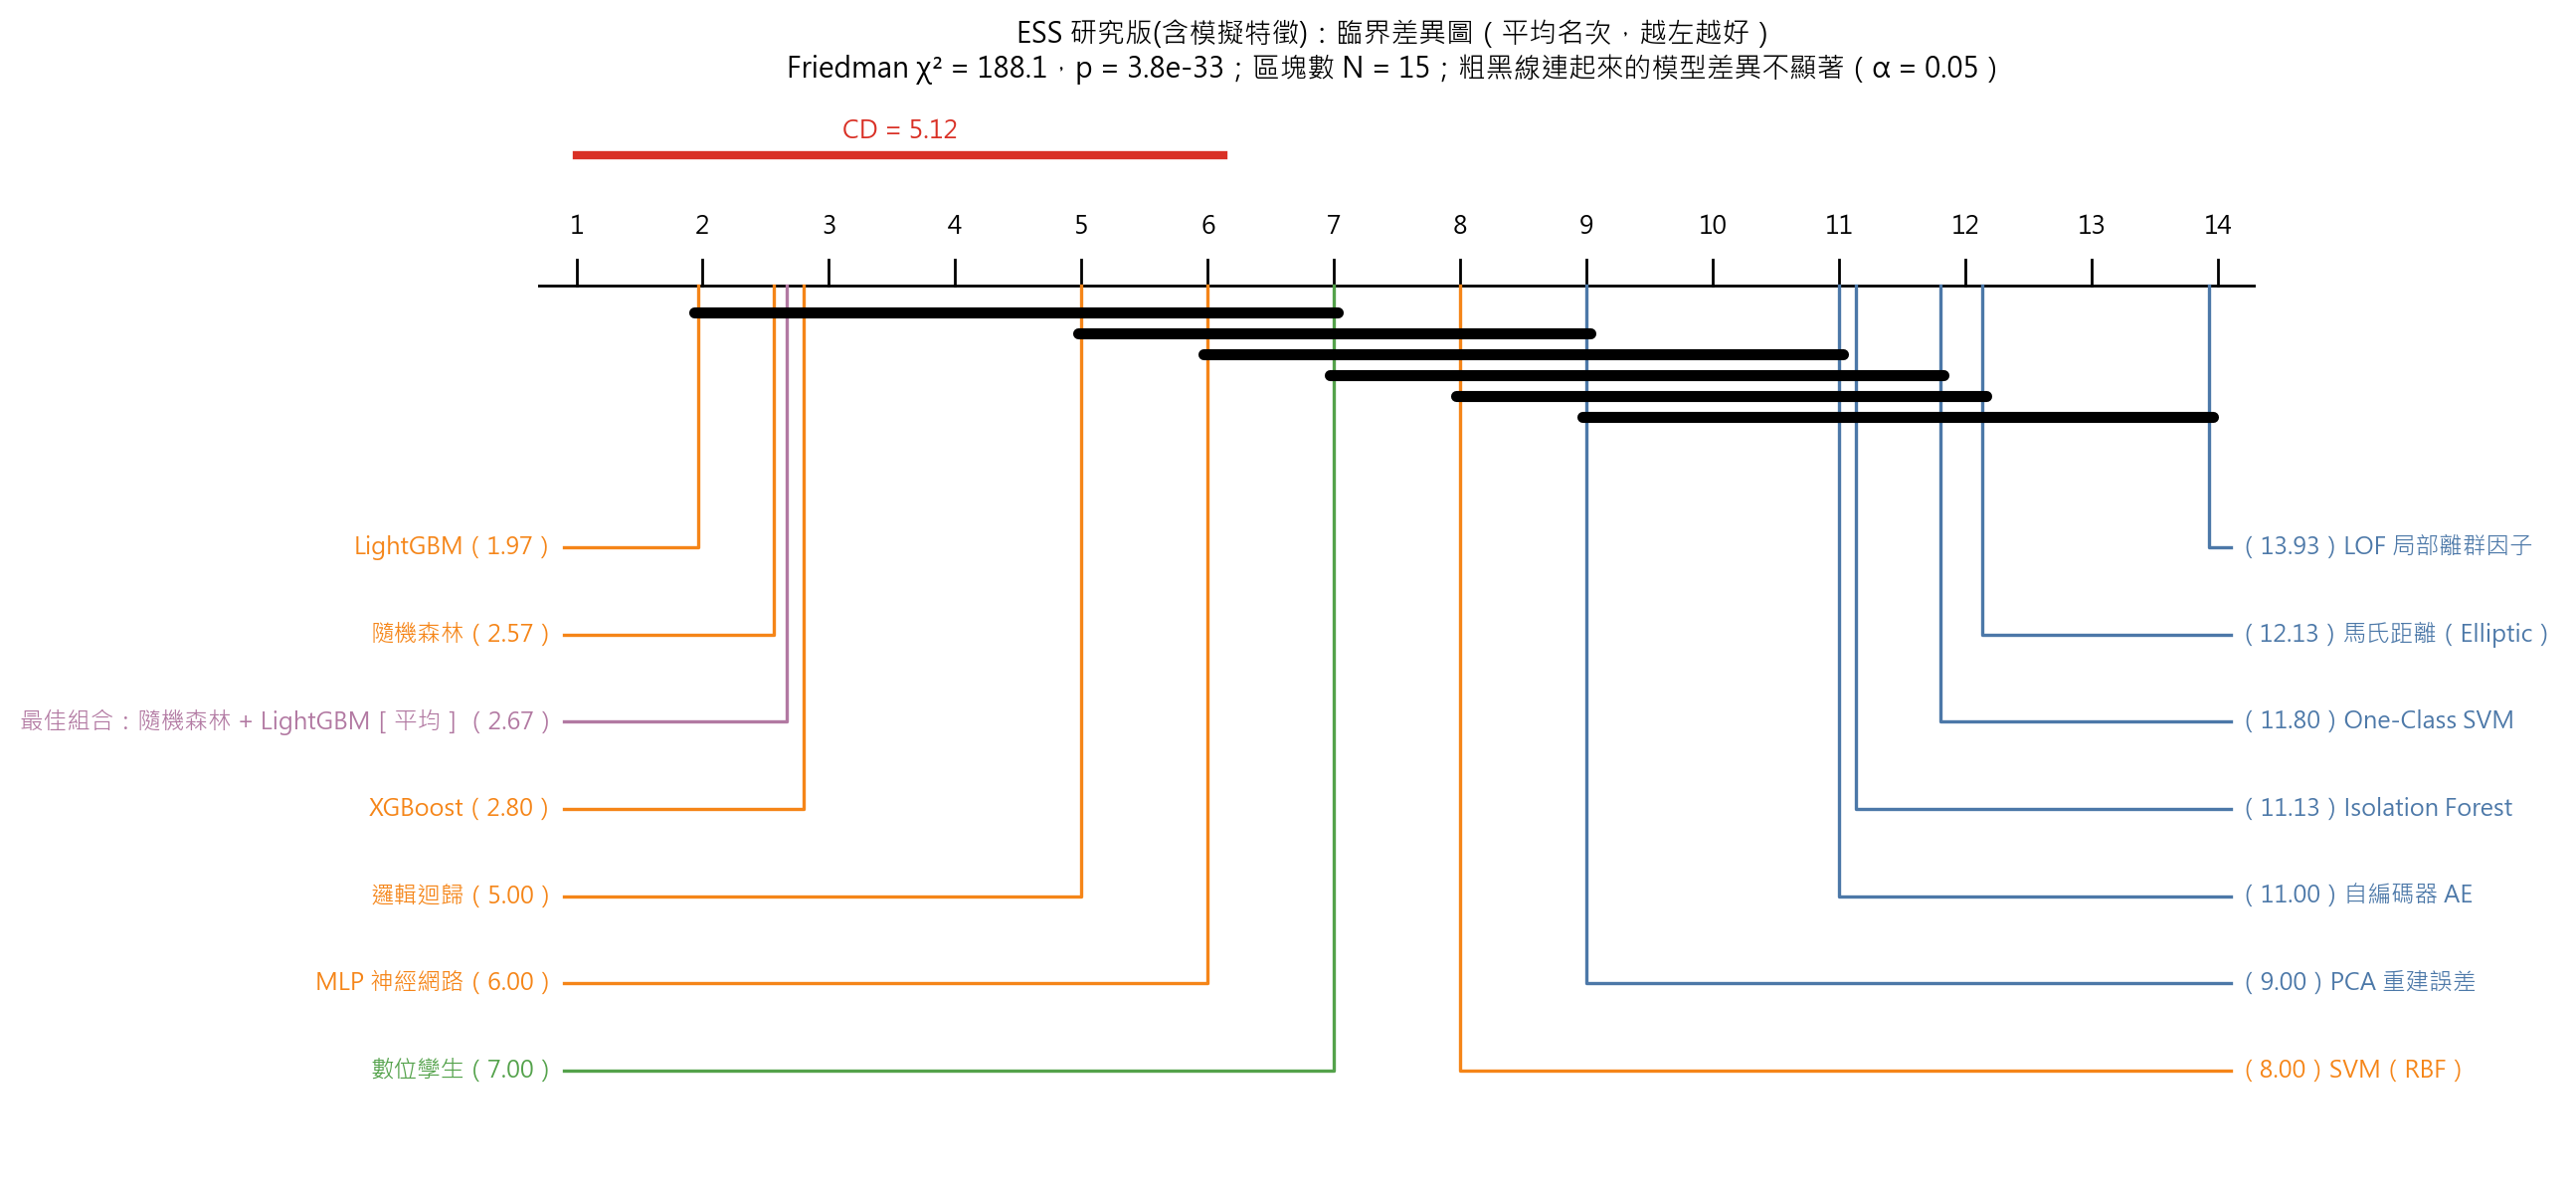 ESS 研究版(含模擬特徵)：臨界差異圖（平均名次，越左越好）
Friedman χ² = 188.1，p = 3.8e-33；區塊數 N = 15；粗黑線連起來的模型差異不顯著（α = 0.05）
CD = 5.12
1 2 3 4 5 6 7 8 9 10 11 12 13 14
LightGBM（1.97）
隨機森林（2.57）
最佳組合：隨機森林 + LightGBM［平均］（2.67）
XGBoost（2.80）
邏輯迴歸（5.00）
MLP 神經網路（6.00）
數位孿生（7.00）
（13.93）LOF 局部離群因子
（12.13）馬氏距離（Elliptic）
（11.80）One-Class SVM
（11.13）Isolation Forest
（11.00）自編碼器 AE
（9.00）PCA 重建誤差
（8.00）SVM（RBF）